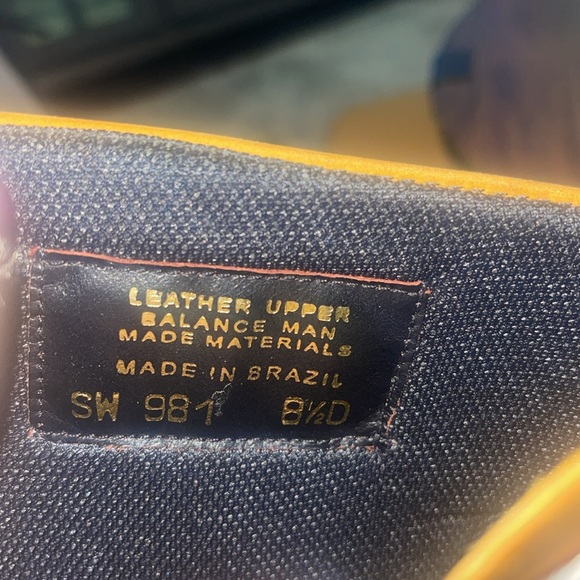 LEATHER UPPER
BALANCE MAN
MADE MATERIALS
MADE IN BRAZIL
SW 981 8½D